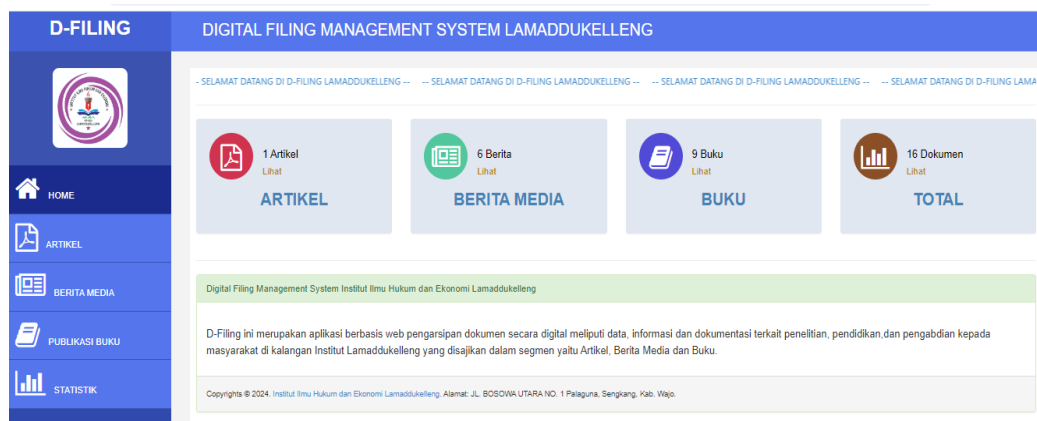 D-FILING
DIGITAL FILING MANAGEMENT SYSTEM LAMADDUKELLENG
- SELAMAT DATANG DI D-FILING LAMADDUKELLENG -- -- SELAMAT DATANG DI D-FILING LAMADDUKELLENG -- -- SELAMAT DATANG DI D-FILING LAMADDUKELLENG -- -- SELAMAT DATANG DI D-FILING LAMA
1 Artikel
Lihat
ARTIKEL
6 Berita
Lihat
BERITA MEDIA
9 Buku
Lihat
BUKU
16 Dokumen
Lihat
TOTAL
HOME
ARTIKEL
BERITA MEDIA
PUBLIKASI BUKU
STATISTIK
Digital Filing Management System Institut Ilmu Hukum dan Ekonomi Lamaddukelleng
D-Filing ini merupakan aplikasi berbasis web pengarsipan dokumen secara digital meliputi data, informasi dan dokumentasi terkait penelitian, pendidikan,dan pengabdian kepada
masyarakat di kalangan Institut Lamaddukelleng yang disajikan dalam segmen yaitu Artikel, Berita Media dan Buku.
Copyrights © 2024. Institut Ilmu Hukum dan Ekonomi Lamaddukelleng. Alamat: JL. BOSOWA UTARA NO. 1 Palaguna, Sengkang, Kab. Wajo.